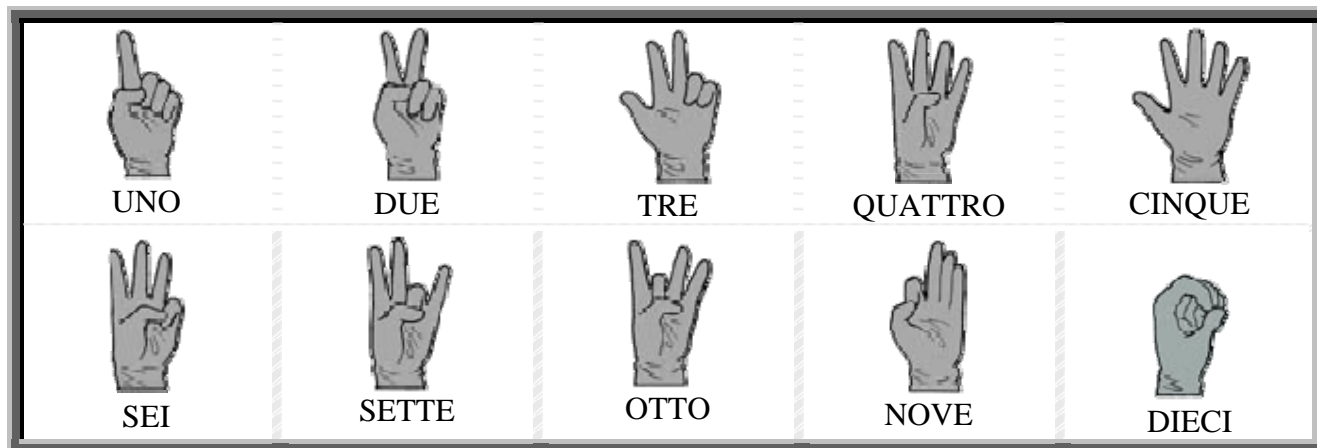 UNO DUE TRE QUATTRO CINQUE
SEI SETTE OTTO NOVE DIECI